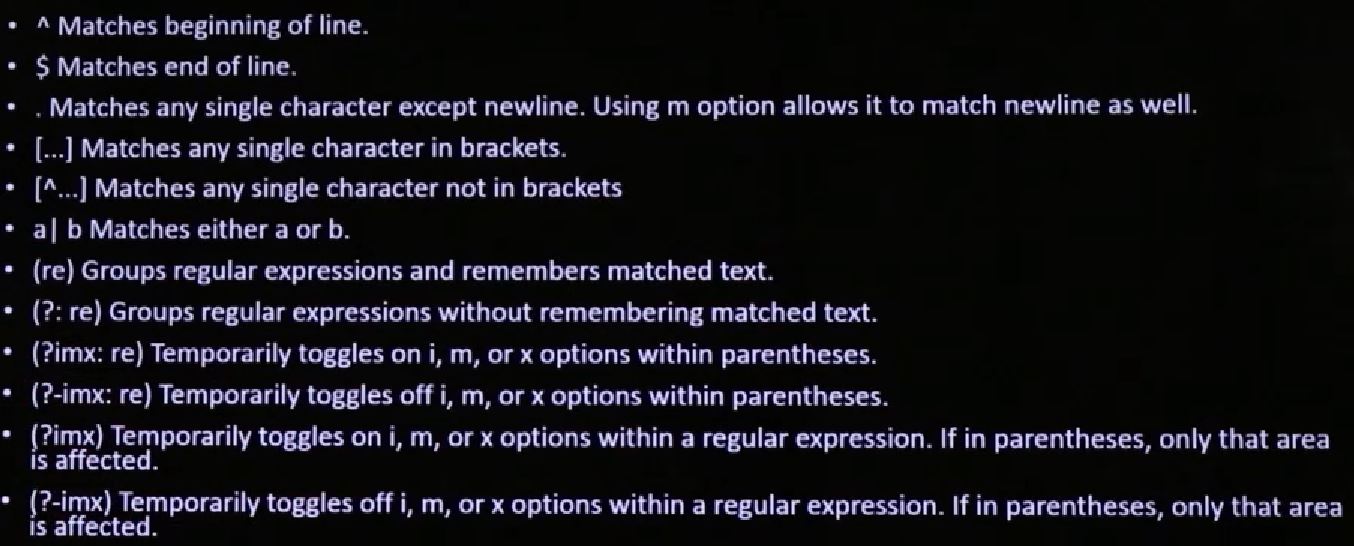 • ^ Matches beginning of line.
• $ Matches end of line.
• . Matches any single character except newline. Using m option allows it to match newline as well.
• [...] Matches any single character in brackets.
• [^...] Matches any single character not in brackets
• a| b Matches either a or b.
• (re) Groups regular expressions and remembers matched text.
• (?: re) Groups regular expressions without remembering matched text.
• (?imx: re) Temporarily toggles on i, m, or x options within parentheses.
• (?-imx: re) Temporarily toggles off i, m, or x options within parentheses.
• (?imx) Temporarily toggles on i, m, or x options within a regular expression. If in parentheses, only that area
is affected.
• (?-imx) Temporarily toggles off i, m, or x options within a regular expression. If in parentheses, only that area
is affected.